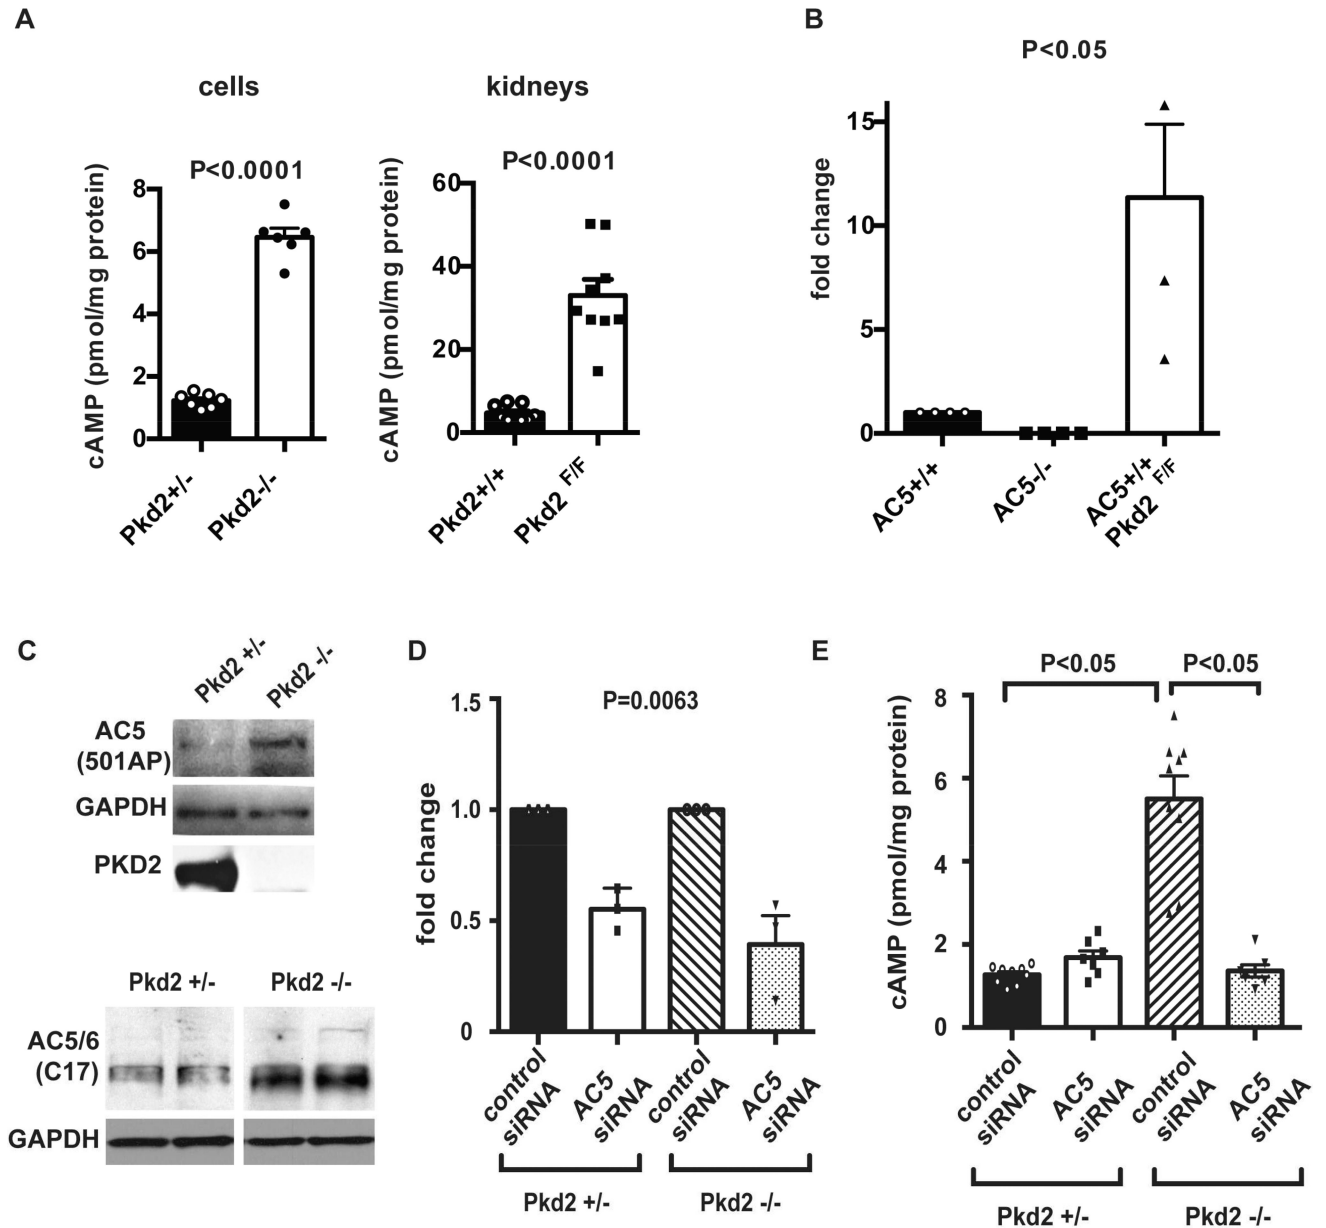 A
B
P<0.05
cells
kidneys
P<0.0001
P<0.0001
cAMP (pmol/mg protein)
8
6
4
2
0
Pkd2+/-
Pkd2-/-
cAMP (pmol/mg protein)
60
40
20
0
Pkd2+/+
Pkd2 F/F
fold change
15
10
5
0
AC5+/+
AC5-/-
AC5+/+
Pkd2 F/F
C
D
E
Pkd2 +/-
Pkd2 -/-
AC5
(501AP)
GAPDH
PKD2
Pkd2 +/-
Pkd2 -/-
AC5/6
(C17)
GAPDH
P=0.0063
fold change
1.5
1.0
0.5
0
control
siRNA
AC5
siRNA
control
siRNA
AC5
siRNA
Pkd2 +/-
Pkd2 -/-
P<0.05
P<0.05
cAMP (pmol/mg protein)
8
6
4
2
0
control
siRNA
AC5
siRNA
control
siRNA
AC5
siRNA
Pkd2 +/-
Pkd2 -/-